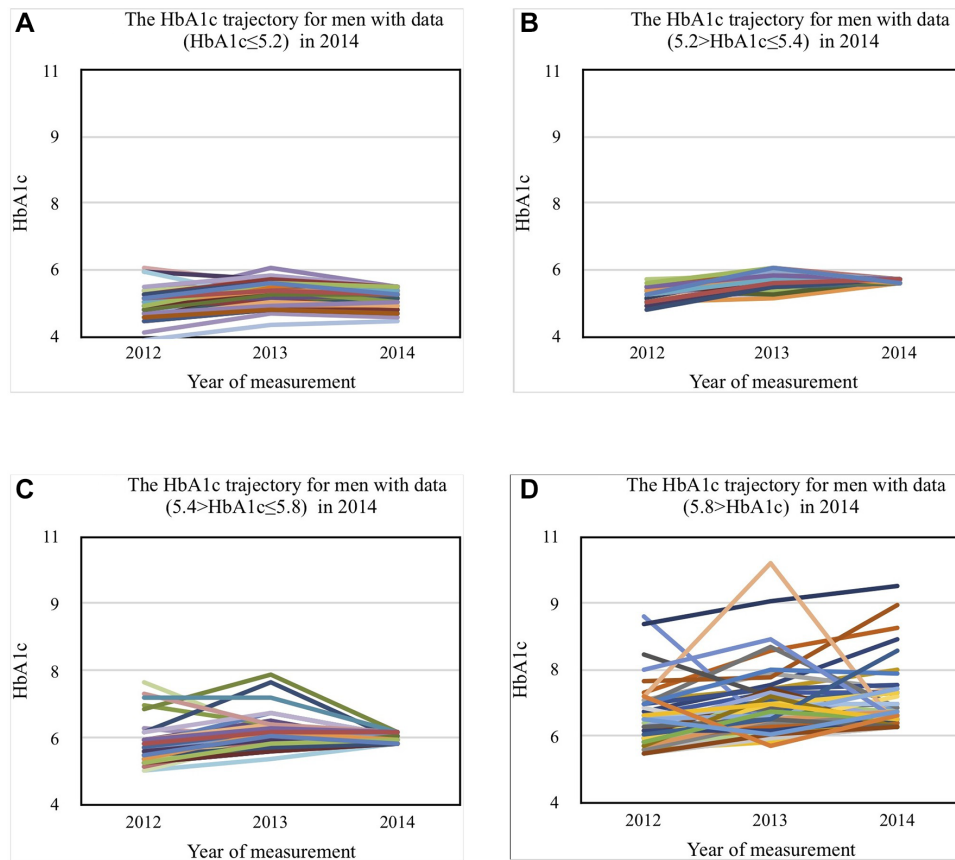 A
The HbA1c trajectory for men with data
(HbA1c≤5.2) in 2014
11
9
8
6
4
HbA1c
2012 2013 2014
Year of measurement
B
The HbA1c trajectory for men with data
(5.2>HbA1c≤5.4) in 2014
11
9
8
6
4
HbA1c
2012 2013 2014
Year of measurement
C
The HbA1c trajectory for men with data
(5.4>HbA1c≤5.8) in 2014
11
9
8
6
4
HbA1c
2012 2013 2014
Year of measurement
D
The HbA1c trajectory for men with data
(5.8>HbA1c) in 2014
11
9
8
6
4
HbA1c
2012 2013 2014
Year of measurement